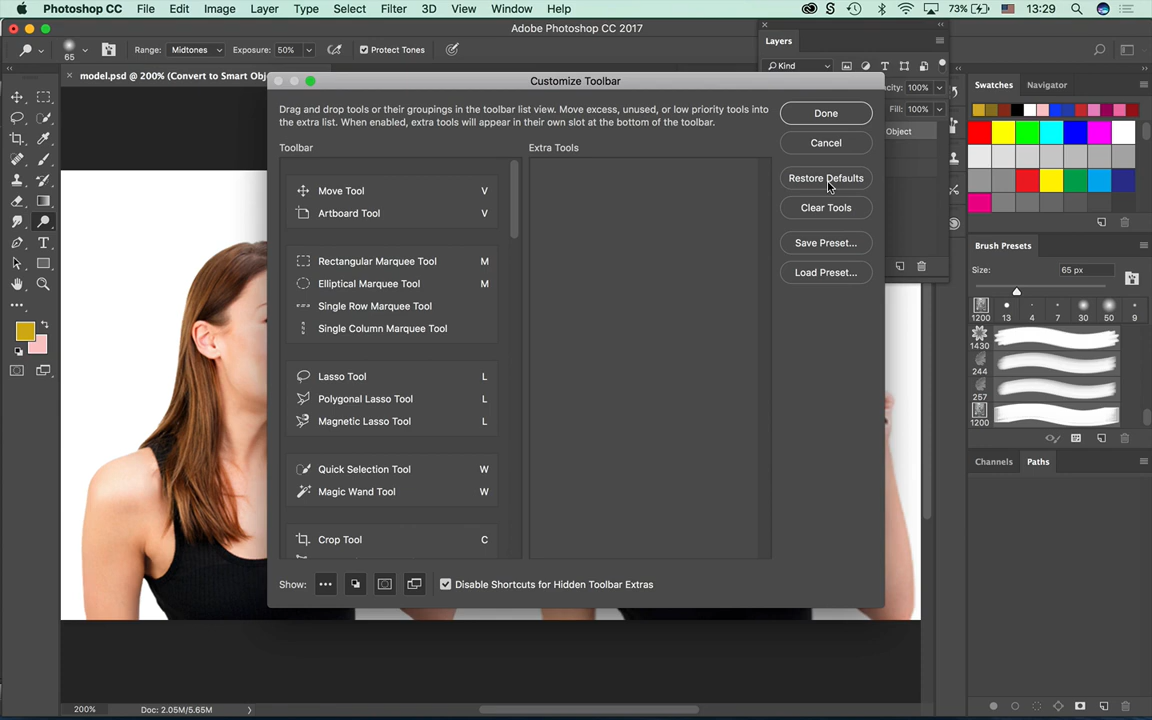 Photoshop CC File Edit Image Layer Type Select Filter 3D View Window Help 73% 13:29
Adobe Photoshop CC 2017
65 Range: Midtones Exposure: 50% Protect Tones
Layers
Kind
model.psd @ 200% (Convert to Smart Obj
Customize Toolbar
acity: 100%
Fill: 100%
Object
Swatches Navigator
Drag and drop tools or their groupings in the toolbar list view. Move excess, unused, or low priority tools into
the extra list. When enabled, extra tools will appear in their own slot at the bottom of the toolbar.
Done
Cancel
Restore Defaults
Clear Tools
Save Preset...
Load Preset...
Toolbar
Extra Tools
Move Tool V
Artboard Tool V
Rectangular Marquee Tool M
Elliptical Marquee Tool M
Single Row Marquee Tool
Single Column Marquee Tool
Lasso Tool L
Polygonal Lasso Tool L
Magnetic Lasso Tool L
Quick Selection Tool W
Magic Wand Tool W
Crop Tool C
Show: Disable Shortcuts for Hidden Toolbar Extras
Brush Presets
Size: 65 px
1200 13 4 7 30 50 9
1430
244
257
1200
Channels Paths
200% Doc: 2.05M/5.65M